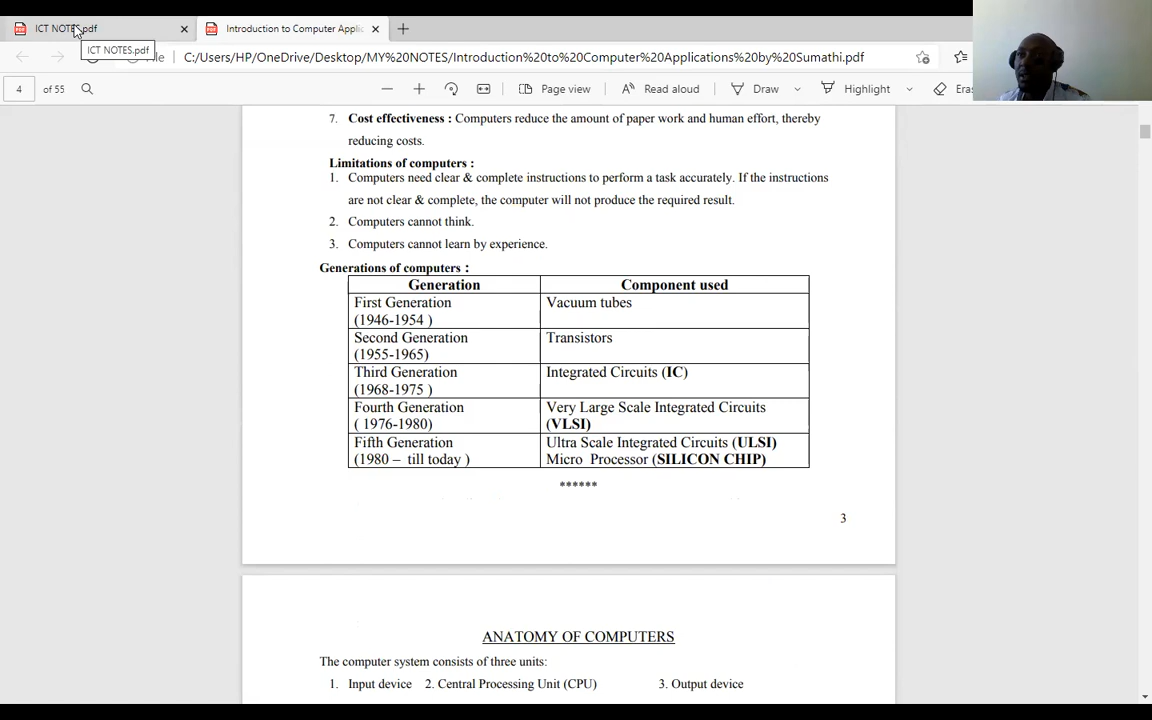 ICT NOTES.pdf
Introduction to Computer Applic
ICT NOTES.pdf
C:/Users/HP/OneDrive/Desktop/MY%20NOTES/Introduction%20to%20Computer%20Applications%20by%20Sumathi.pdf
4 of 55 Page view Read aloud Draw Highlight
7. Cost effectiveness : Computers reduce the amount of paper work and human effort, thereby
reducing costs.
Limitations of computers :
1. Computers need clear & complete instructions to perform a task accurately. If the instructions
are not clear & complete, the computer will not produce the required result.
2. Computers cannot think.
3. Computers cannot learn by experience.
Generations of computers :
Generation Component used
First Generation Vacuum tubes
(1946-1954 )
Second Generation Transistors
(1955-1965)
Third Generation Integrated Circuits (IC)
(1968-1975 )
Fourth Generation Very Large Scale Integrated Circuits
( 1976-1980) (VLSI)
Fifth Generation Ultra Scale Integrated Circuits (ULSI)
(1980 – till today ) Micro Processor (SILICON CHIP)
******
3
ANATOMY OF COMPUTERS
The computer system consists of three units:
1. Input device 2. Central Processing Unit (CPU) 3. Output device